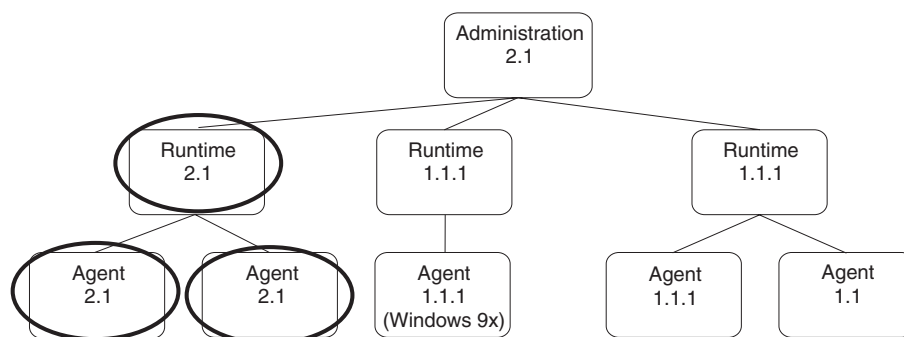 Administration
2.1
Runtime
2.1
Runtime
1.1.1
Runtime
1.1.1
Agent
2.1
Agent
2.1
Agent
1.1.1
(Windows 9x)
Agent
1.1.1
Agent
1.1